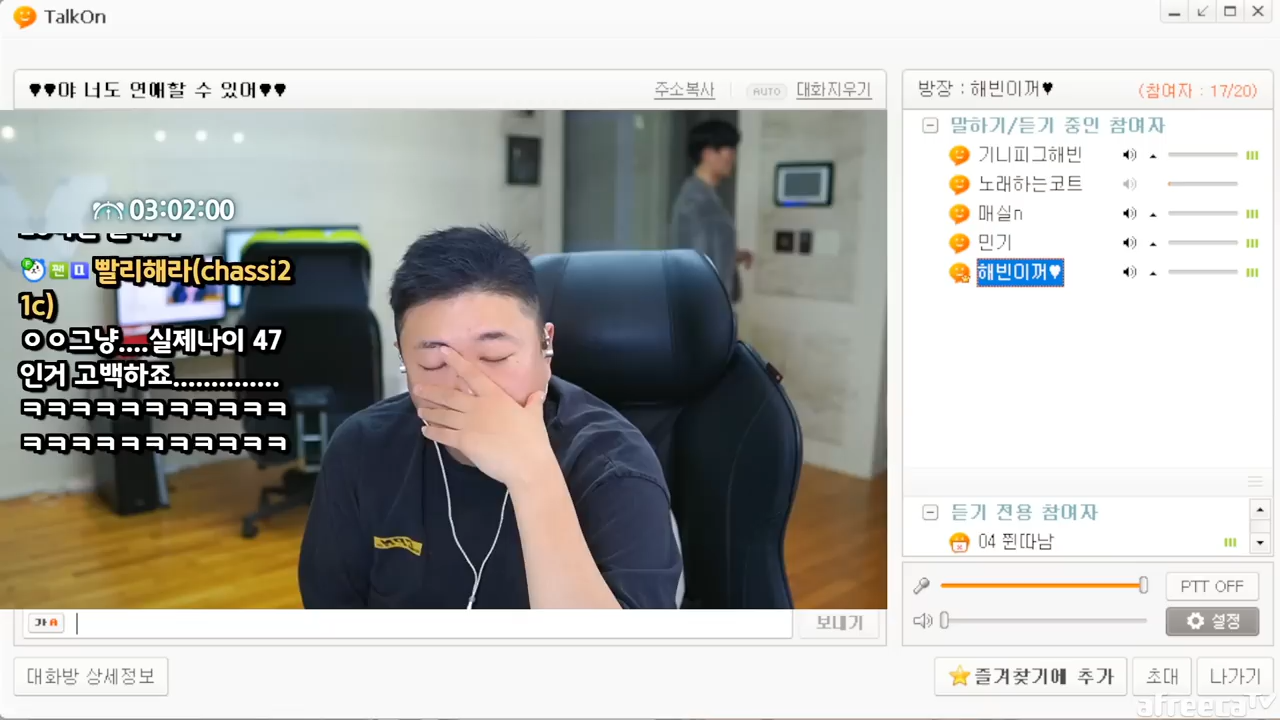 TalkOn
♥♥야 너도 연애할 수 있어♥♥
주소복사
AUTO
대화지우기
방장 : 해빈이꺼♥
(참여자 : 17/20)
말하기/듣기 중인 참여자
기니피그해빈
노래하는코트
매실n
민기
해빈이꺼♥
03:02:00
팬
빨리해라(chassi2
1c)
ㅇㅇ그냥....실제나이 47
인거 고백하죠..............
ㅋㅋㅋㅋㅋㅋㅋㅋㅋㅋㅋ
ㅋㅋㅋㅋㅋㅋㅋㅋㅋㅋㅋ
듣기 전용 참여자
04 찐따남
PTT OFF
설정
가A
보내기
대화방 상세정보
즐겨찾기에 추가
초대
나가기
afreecaTV